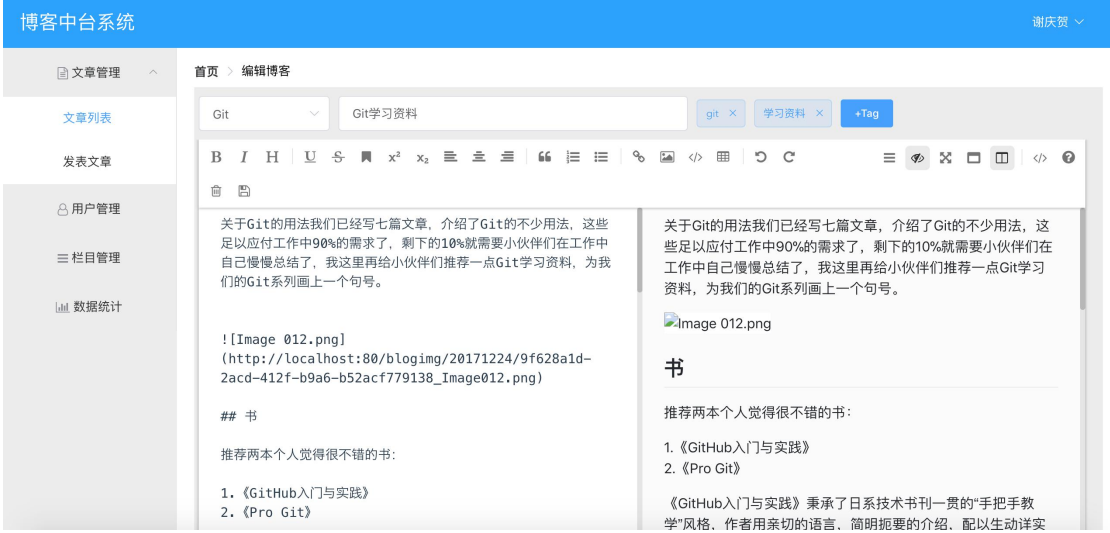 博客中台系统
谢庆贺
文章管理
文章列表
发表文章
用户管理
栏目管理
数据统计
首页 > 编辑博客
Git
Git学习资料
git ×
学习资料 ×
+Tag
B I H U S x² x₂
关于Git的用法我们已经写七篇文章，介绍了Git的不少用法，这些
足以应付工作中90%的需求了，剩下的10%就需要小伙伴们在工作中
自己慢慢总结了，我这里再给小伙伴们推荐一点Git学习资料，为我
们的Git系列画上一个句号。
![Image 012.png]
(http://localhost:80/blogimg/20171224/9f628a1d-
2acd-412f-b9a6-b52acf779138_Image012.png)
## 书
推荐两本个人觉得很不错的书：
1.《GitHub入门与实践》
2.《Pro Git》
关于Git的用法我们已经写七篇文章，介绍了Git的不少用法，这
些足以应付工作中90%的需求了，剩下的10%就需要小伙伴们在
工作中自己慢慢总结了，我这里再给小伙伴们推荐一点Git学习
资料，为我们的Git系列画上一个句号。
Image 012.png
书
推荐两本个人觉得很不错的书：
1.《GitHub入门与实践》
2.《Pro Git》
《GitHub入门与实践》秉承了日系技术书刊一贯的“手把手教
学”风格，作者用亲切的语言，简明扼要的介绍，配以生动详实